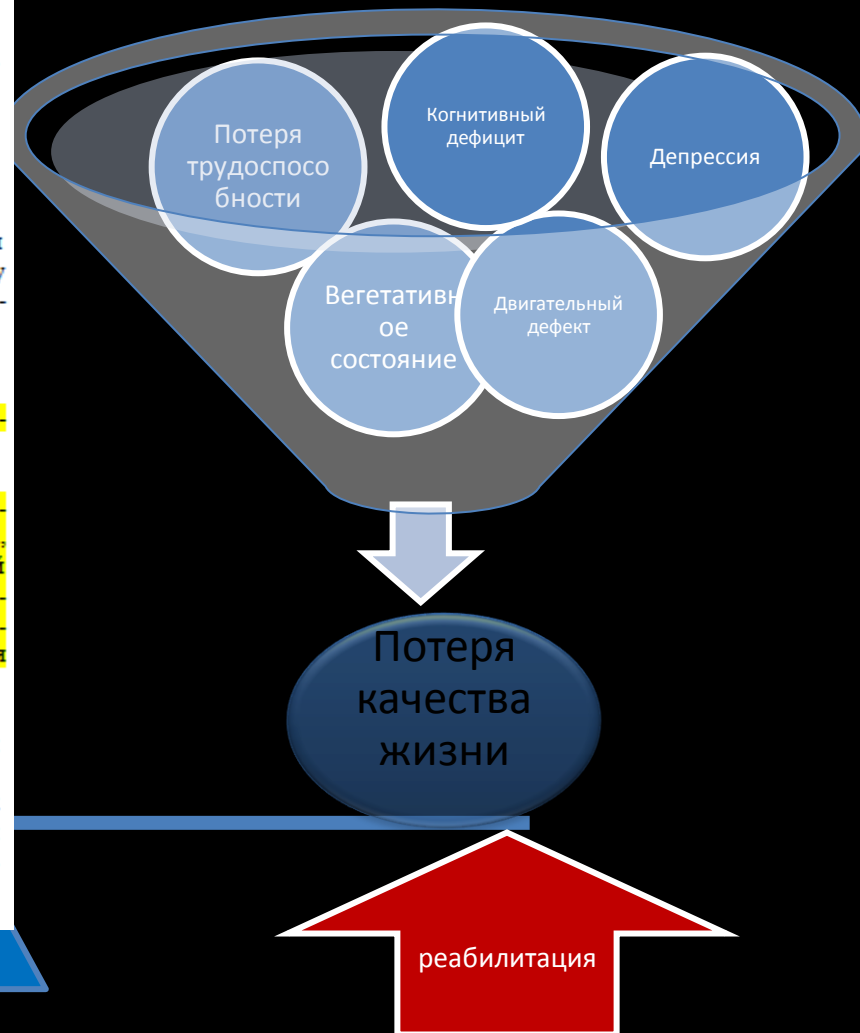 Когнитивный
дефицит
Потеря
трудоспосо
бности
Депрессия
Вегетативн
ое
состояние
Двигательный
дефект
Потеря
качества
жизни
реабилитация